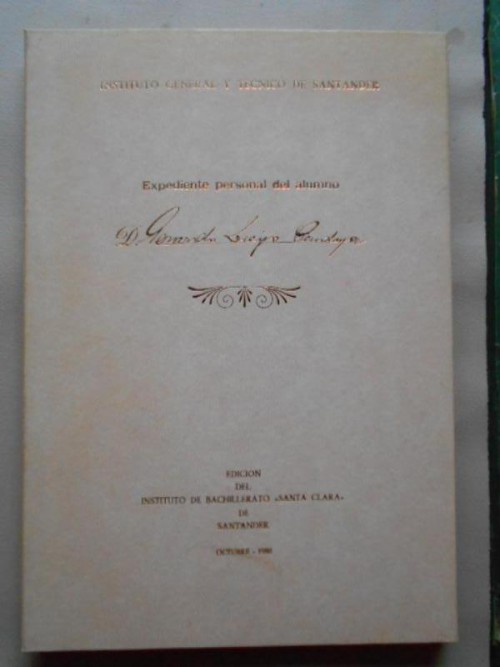 INSTITUTO GENERAL Y TECNICO DE SANTANDER
Expediente personal del alumno
D. Gerardo Diego Cendoya
EDICION
DEL
INSTITUTO DE BACHILLERATO «SANTA CLARA»
DE
SANTANDER
OCTUBRE - 1980